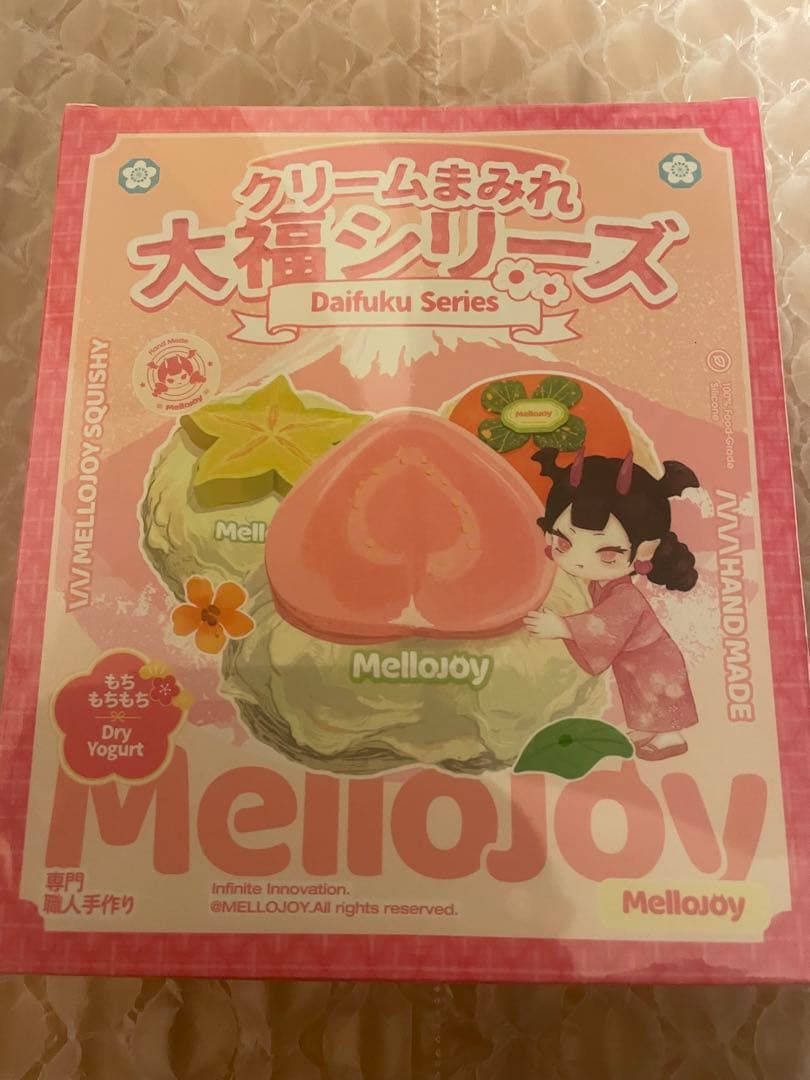 クリームまみれ
大福シリーズ
Daifuku Series
Hand Made
Mellojoy
MELLOJOY SQUISHY
100% Food Grade
Silicone
Mellojoy
Mell
HAND MADE
Mellojoy
もち
もちもち
Dry
Yogurt
Mellojoy
専門
職人手作り
Infinite Innovation.
@MELLOJOY.All rights reserved.
Mellojoy